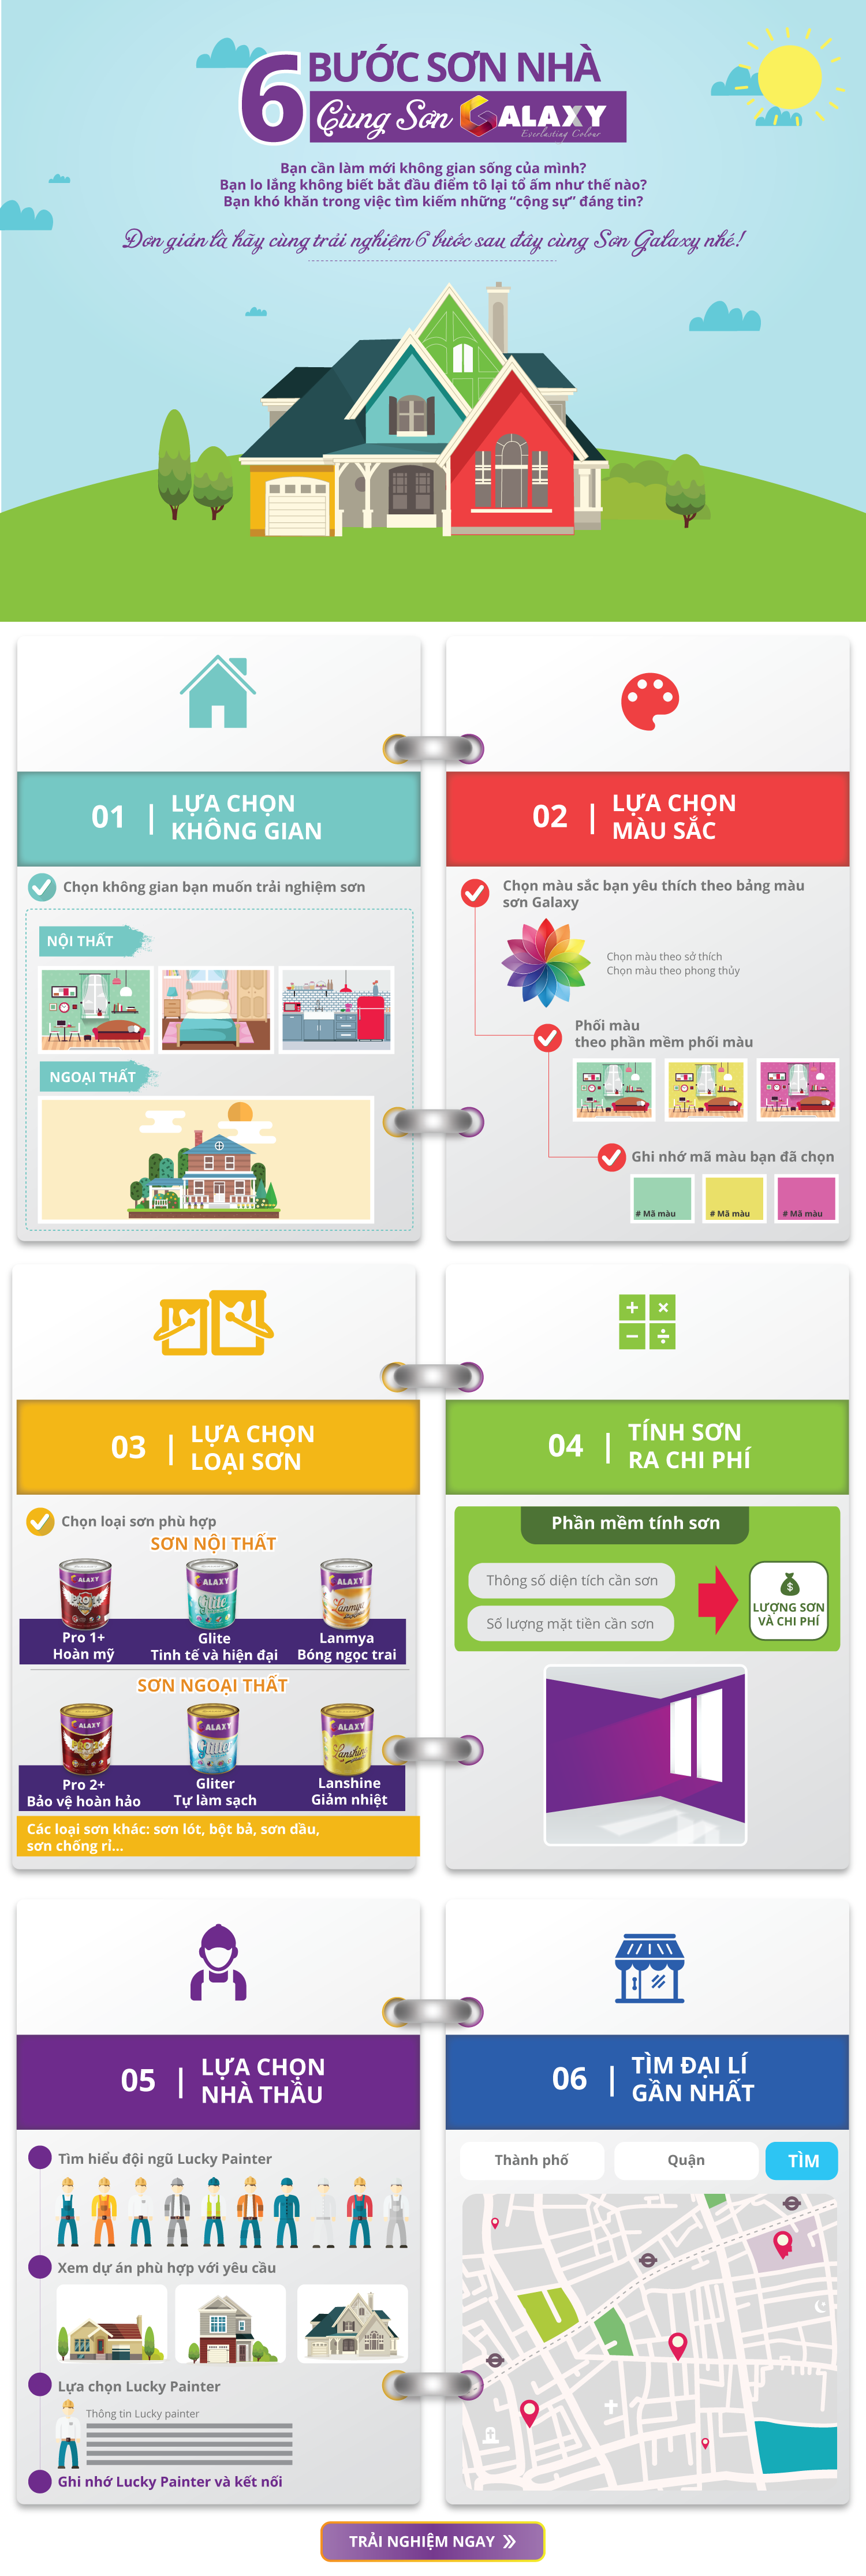 6 BƯỚC SƠN NHÀ
Cùng Sơn GALAXY
Everlasting Colour
Bạn cần làm mới không gian sống của mình?
Bạn lo lắng không biết bắt đầu điểm tô lại tổ ấm như thế nào?
Bạn khó khăn trong việc tìm kiếm những "cộng sự" đáng tin?
Đơn giản là hãy cùng trải nghiệm 6 bước sau đây cùng Sơn Galaxy nhé!
01 | LỰA CHỌN
KHÔNG GIAN
Chọn không gian bạn muốn trải nghiệm sơn
NỘI THẤT
NGOẠI THẤT
02 | LỰA CHỌN
MÀU SẮC
Chọn màu sắc bạn yêu thích theo bảng màu
sơn Galaxy
Chọn màu theo sở thích
Chọn màu theo phong thủy
Phối màu
theo phần mềm phối màu
Ghi nhớ mã màu bạn đã chọn
# Mã màu
# Mã màu
# Mã màu
03 | LỰA CHỌN
LOẠI SƠN
Chọn loại sơn phù hợp
SƠN NỘI THẤT
GALAXY
PRO 1+
GALAXY
Glite
GALAXY
Lanmya
Pro 1+
Hoàn mỹ
Glite
Tinh tế và hiện đại
Lanmya
Bóng ngọc trai
SƠN NGOẠI THẤT
GALAXY
GALAXY
Gliter
GALAXY
Lanshine
Pro 2+
Bảo vệ hoàn hảo
Gliter
Tự làm sạch
Lanshine
Giảm nhiệt
Các loại sơn khác: sơn lót, bột bả, sơn dầu,
sơn chống rỉ...
04 | TÍNH SƠN
RA CHI PHÍ
Phần mềm tính sơn
Thông số diện tích cần sơn
Số lượng mặt tiền cần sơn
$
LƯỢNG SƠN
VÀ CHI PHÍ
05 | LỰA CHỌN
NHÀ THẦU
Tìm hiểu đội ngũ Lucky Painter
Xem dự án phù hợp với yêu cầu
Lựa chọn Lucky Painter
Thông tin Lucky painter
Ghi nhớ Lucky Painter và kết nối
06 | TÌM ĐẠI LÍ
GẦN NHẤT
Thành phố
Quận
TÌM
TRẢI NGHIỆM NGAY